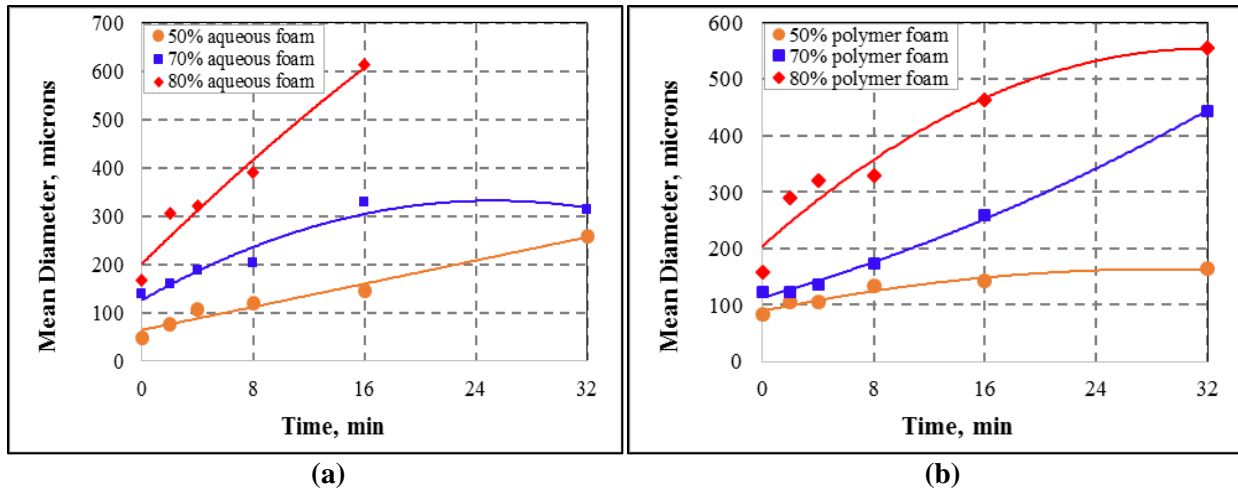 700
600
500
400
300
200
100
0
Mean Diameter, microns
50% aqueous foam
70% aqueous foam
80% aqueous foam
0 8 16 24 32
Time, min
(a)
600
500
400
300
200
100
0
Mean Diameter, microns
50% polymer foam
70% polymer foam
80% polymer foam
0 8 16 24 32
Time, min
(b)